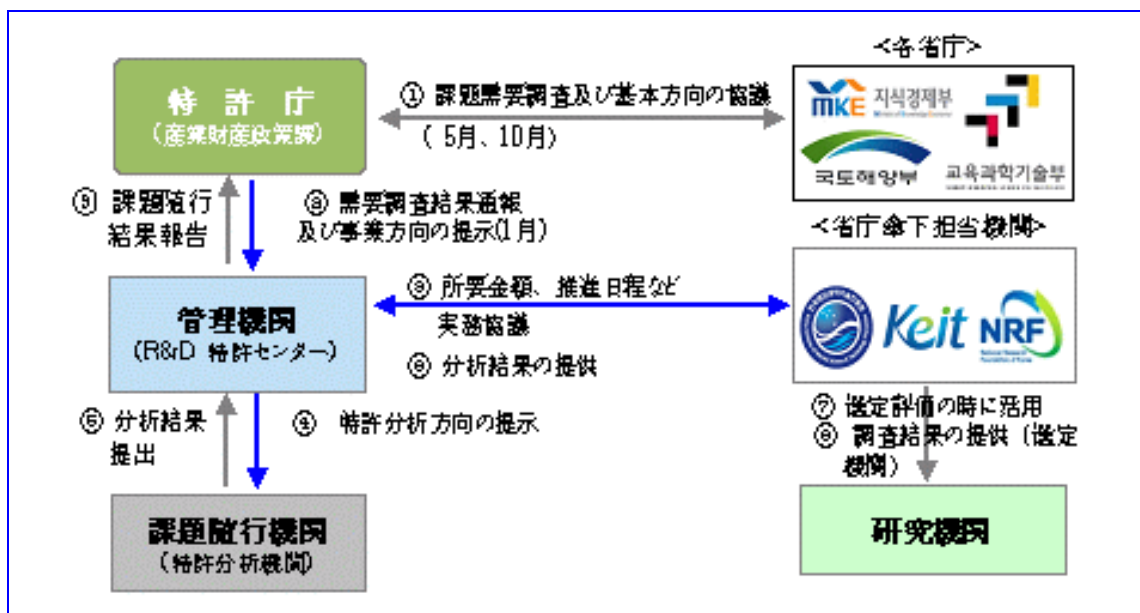 <各省庁>
特許庁
(産業財産政策課)
① 課題需要調査及び基本方向の協議
( 5月、10月)
MKE 지식경제부
국토해양부
교육과학기술부
⑨ 課題随行
結果報告
② 需要調査結果通報
及び事業方向の提示(1月)
<省庁傘下担当機関>
管理機関
(R&D 特許センター)
③ 所要金額、推進日程など
実務協議
⑥ 分析結果の提供
Keit
NRF
⑤ 分析結果
提出
④ 特許分析方向の提示
⑦ 鑑定評価の時に活用
⑧ 調査結果の提供(鑑定
機関)
課題随行機関
(特許分析機関)
研究機関